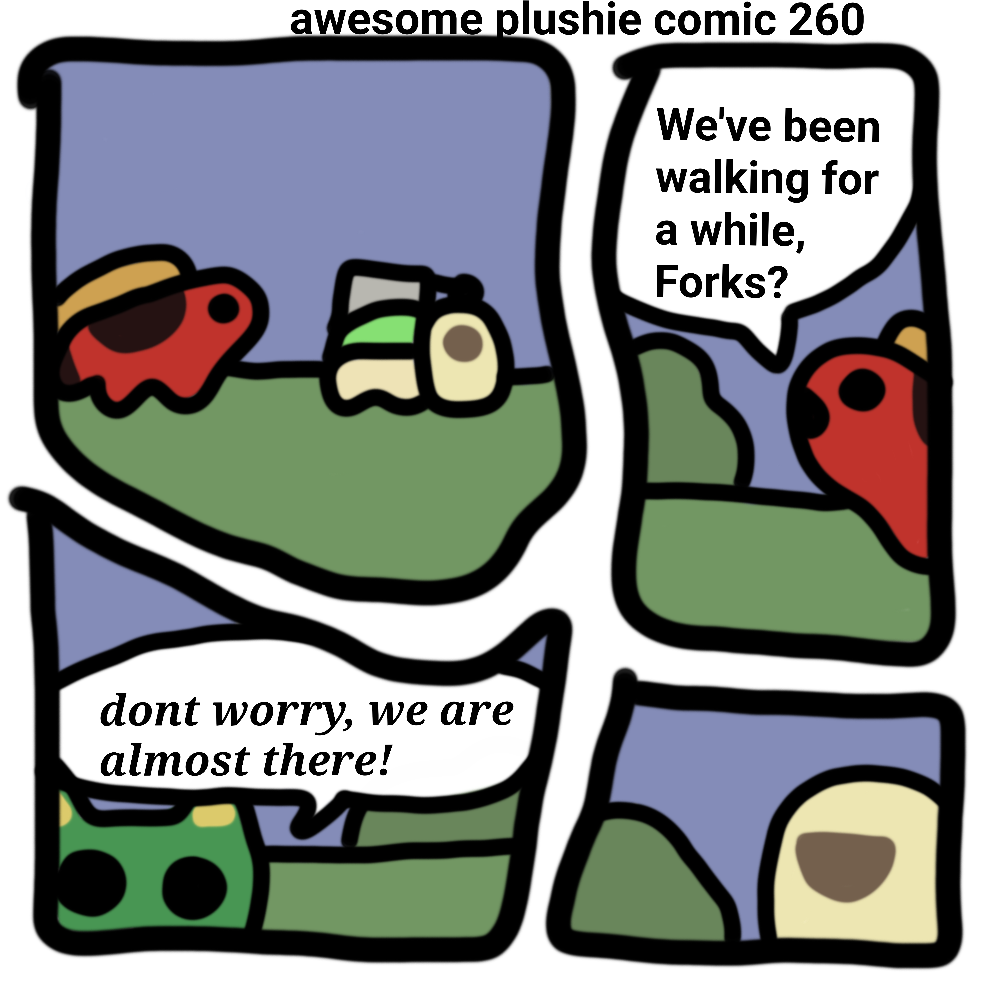 awesome plushie comic 260
We've been
walking for
a while,
Forks?
dont worry, we are
almost there!